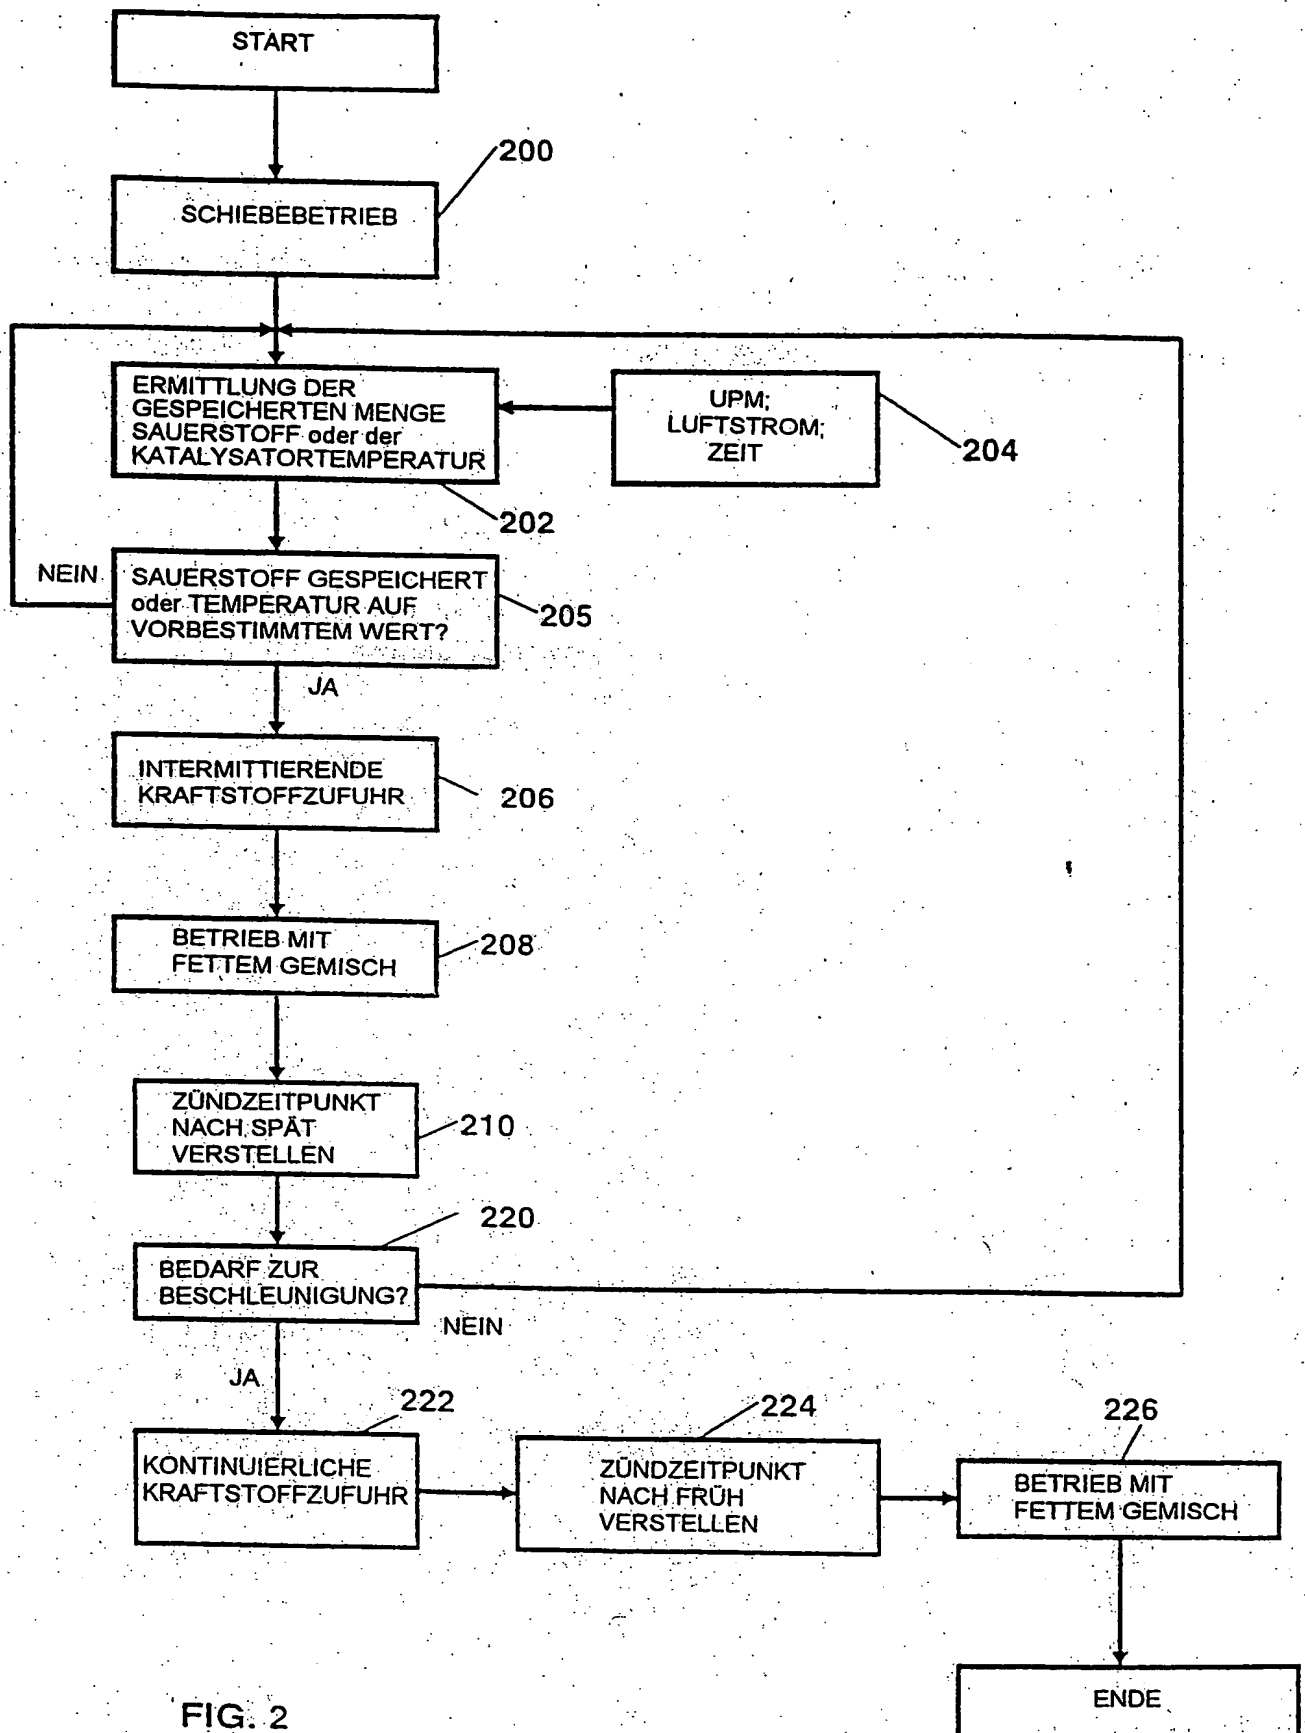 START
200
SCHIEBEBETRIEB
ERMITTLUNG DER
GESPEICHERTEN MENGE
SAUERSTOFF oder der
KATALYSATORTEMPERATUR
UPM;
LUFTSTROM;
ZEIT
204
202
NEIN
SAUERSTOFF GESPEICHERT
oder TEMPERATUR AUF
VORBESTIMMTEM WERT?
205
JA
INTERMITTIERENDE
KRAFTSTOFFZUFUHR
206
BETRIEB MIT
FETTEM GEMISCH
208
ZÜNDZEITPUNKT
NACH SPÄT
VERSTELLEN
210
220
BEDARF ZUR
BESCHLEUNIGUNG?
NEIN
JA
222
KONTINUIERLICHE
KRAFTSTOFFZUFUHR
224
ZÜNDZEITPUNKT
NACH FRÜH
VERSTELLEN
226
BETRIEB MIT
FETTEM GEMISCH
ENDE
FIG. 2